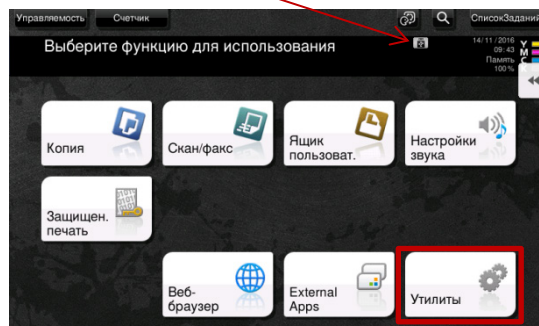 Управляемость
Счетчик
СписокЗаданий
Выберите функцию для использования
14/11/2016
09:43
Память
100%
Y
M
C
Копия
Скан/факс
Ящик
пользоват.
Настройки
звука
Защищен.
печать
Веб-
браузер
External
Apps
Утилиты